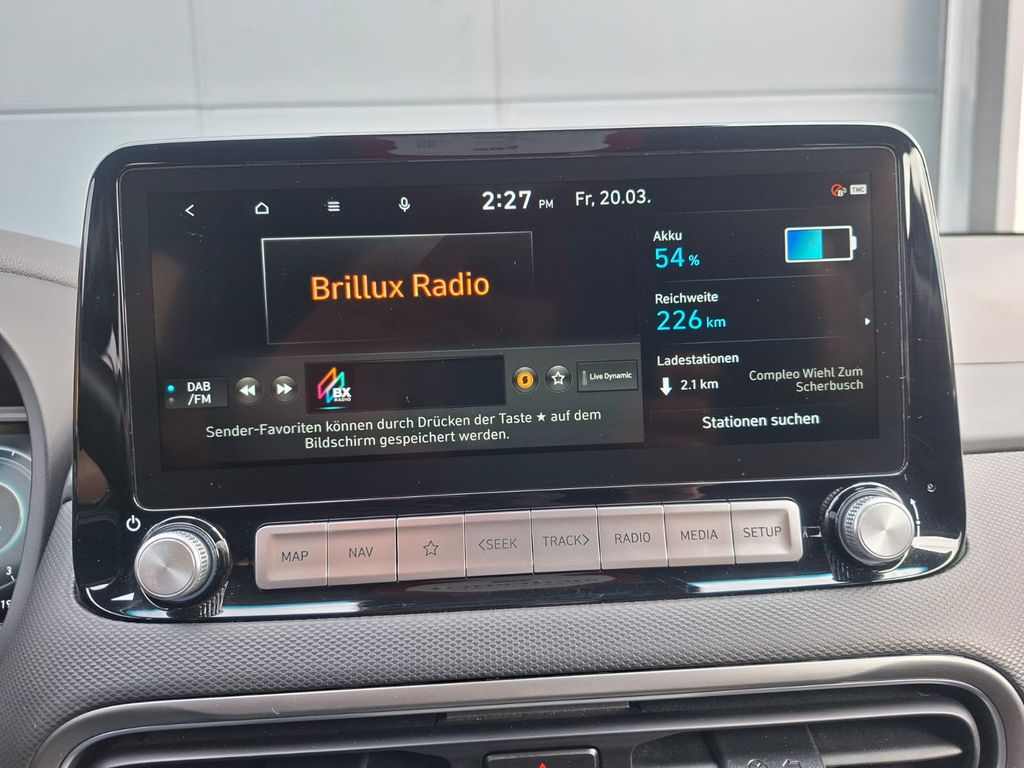 2:27 PM Fr, 20.03.
TMC
Brillux Radio
DAB
/FM
BX
RADIO
Live Dynamic
Sender-Favoriten können durch Drücken der Taste ★ auf dem
Bildschirm gespeichert werden.
Akku
54 %
Reichweite
226 km
Ladestationen
2.1 km
Compleo Wiehl Zum
Scherbusch
Stationen suchen
MAP
NAV
<SEEK
TRACK>
RADIO
MEDIA
SETUP
3
19